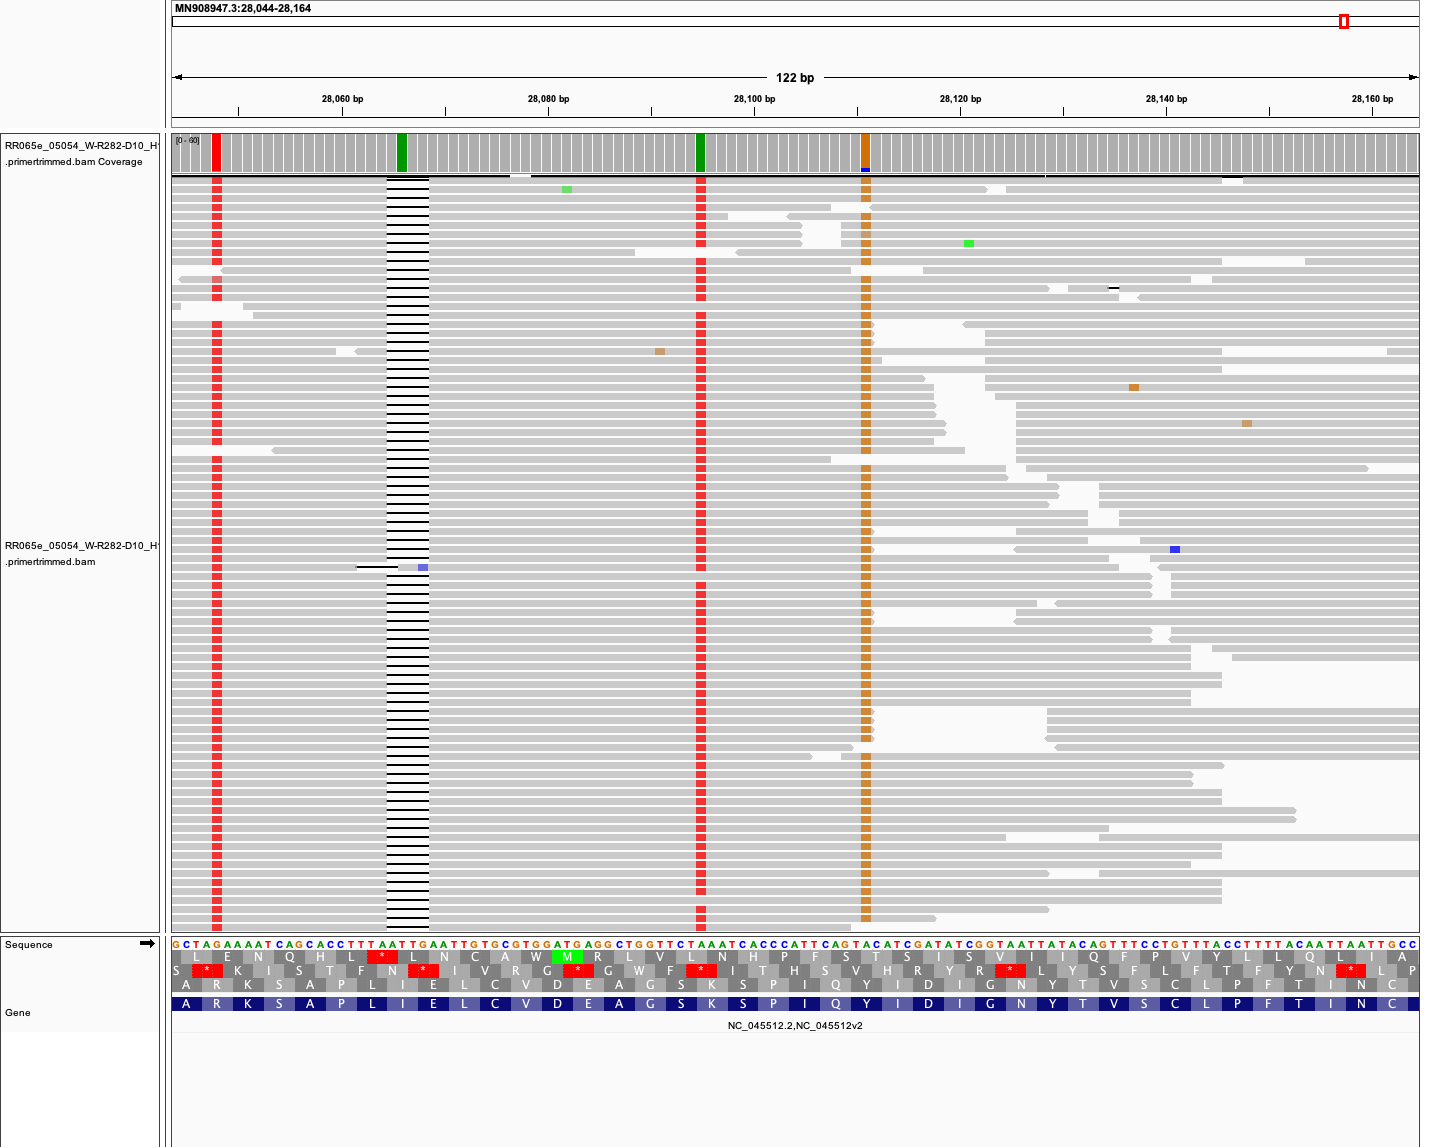 MN908947.3:28,044-28,164
122 bp
28,060 bp 28,080 bp 28,100 bp 28,120 bp 28,140 bp 28,160 bp
RR065e_05054_W-R282-D10_H
.primertrimmed.bam Coverage
[0 - 60]
RR065e_05054_W-R282-D10_H
.primertrimmed.bam
Sequence
GCTAGAAAATCAGCACCTTTAATTGAATTGTGCGTGGATGAGGCTGGTTCTAAATCACCCATTCAGTACATCGATATCGGTAATTATACAGTTTCCTGTTTACCTTTTACAATTAATTGCC
L E N Q H L * L N C A W M R L V L N H P F S T S I S V I I Q F P V Y L L Q L I A
S * K I S T F N * I V R G * G W F * I T H S V H R Y R * L Y S F L F T F Y N * L P
A R K S A P L I E L C V D E A G S K S P I Q Y I D I G N Y T V S C L P F T I N C
Gene
A R K S A P L I E L C V D E A G S K S P I Q Y I D I G N Y T V S C L P F T I N C
NC_045512.2,NC_045512v2